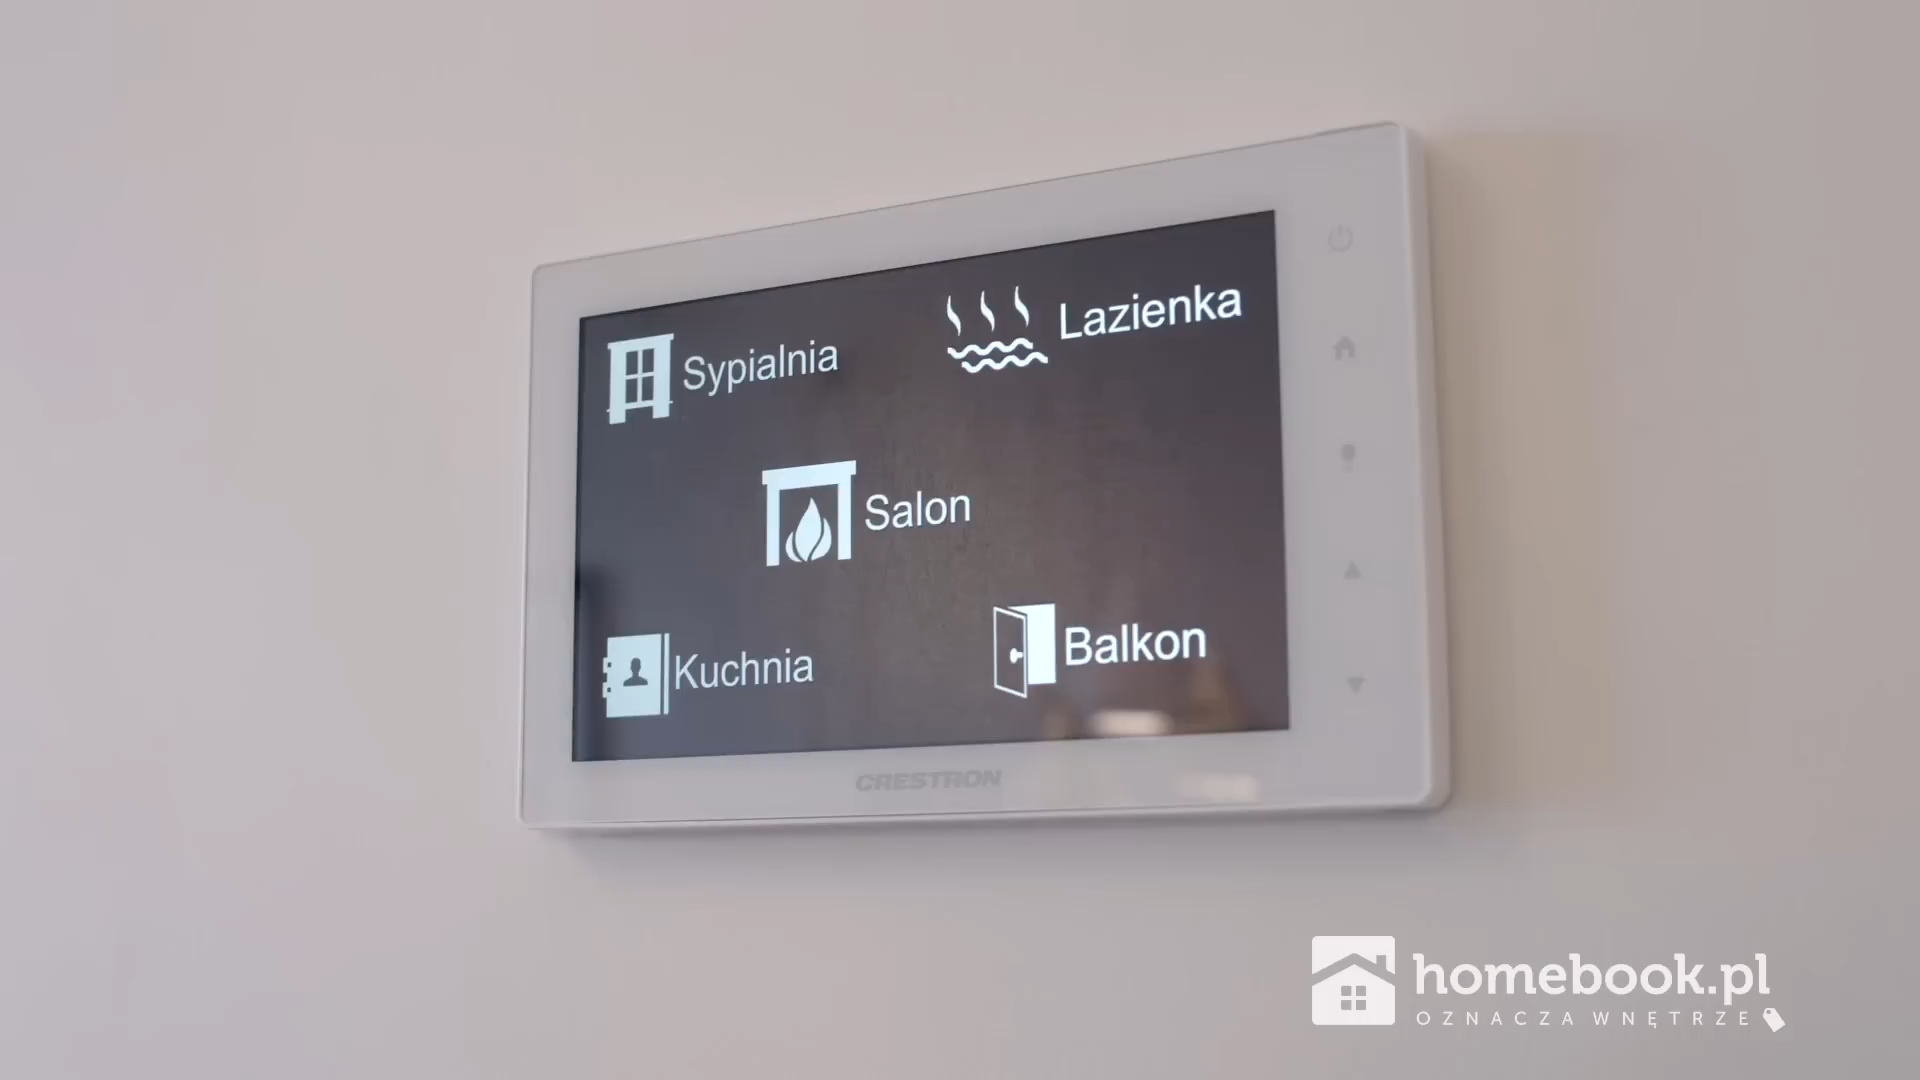 Sypialnia
Lazienka
Salon
Kuchnia
Balkon
CRESTRON
homebook.pl
OZNACZA WNĘTRZE